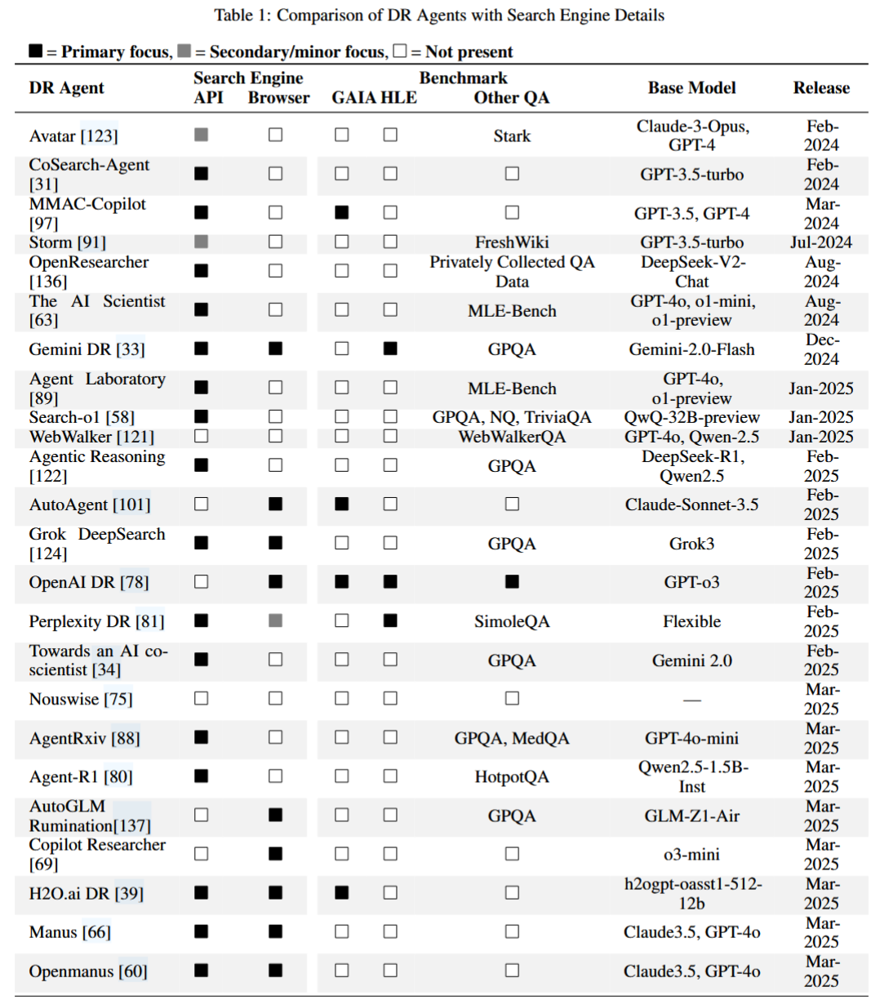 Table 1: Comparison of DR Agents with Search Engine Details
■ = Primary focus, ■ = Secondary/minor focus, □ = Not present
DR Agent Search Engine Benchmark Base Model Release
API Browser GAIA HLE Other QA
Avatar [123] ■ □ □ □ Stark Claude-3-Opus, GPT-4 Feb-2024
CoSearch-Agent [31] ■ □ □ □ □ GPT-3.5-turbo Feb-2024
MMAC-Copilot [97] ■ □ ■ □ □ GPT-3.5, GPT-4 Mar-2024
Storm [91] ■ □ □ □ FreshWiki GPT-3.5-turbo Jul-2024
OpenResearcher [136] ■ □ □ □ Privately Collected QA Data DeepSeek-V2-Chat Aug-2024
The AI Scientist [63] ■ □ □ □ MLE-Bench GPT-4o, o1-mini, o1-preview Aug-2024
Gemini DR [33] ■ ■ □ ■ GPQA Gemini-2.0-Flash Dec-2024
Agent Laboratory [89] ■ □ □ □ MLE-Bench GPT-4o, o1-preview Jan-2025
Search-o1 [58] ■ □ □ □ GPQA, NQ, TriviaQA QwQ-32B-preview Jan-2025
WebWalker [121] □ □ □ □ WebWalkerQA GPT-4o, Qwen-2.5 Jan-2025
Agentic Reasoning [122] ■ □ □ □ GPQA DeepSeek-R1, Qwen2.5 Feb-2025
AutoAgent [101] □ ■ ■ □ □ Claude-Sonnet-3.5 Feb-2025
Grok DeepSearch [124] ■ ■ □ □ GPQA Grok3 Feb-2025
OpenAI DR [78] □ ■ ■ ■ ■ GPT-o3 Feb-2025
Perplexity DR [81] ■ ■ □ ■ SimoleQA Flexible Feb-2025
Towards an AI co-scientist [34] ■ □ □ □ GPQA Gemini 2.0 Feb-2025
Nouswise [75] □ □ □ □ □ — Mar-2025
AgentRxiv [88] ■ □ □ □ GPQA, MedQA GPT-4o-mini Mar-2025
Agent-R1 [80] ■ □ □ □ HotpotQA Qwen2.5-1.5B-Inst Mar-2025
AutoGLM Rumination[137] □ ■ □ □ GPQA GLM-Z1-Air Mar-2025
Copilot Researcher [69] □ ■ □ □ □ o3-mini Mar-2025
H2O.ai DR [39] ■ ■ ■ □ □ h2ogpt-oasst1-512-12b Mar-2025
Manus [66] ■ ■ □ □ □ Claude3.5, GPT-4o Mar-2025
Openmanus [60] ■ ■ □ □ □ Claude3.5, GPT-4o Mar-2025